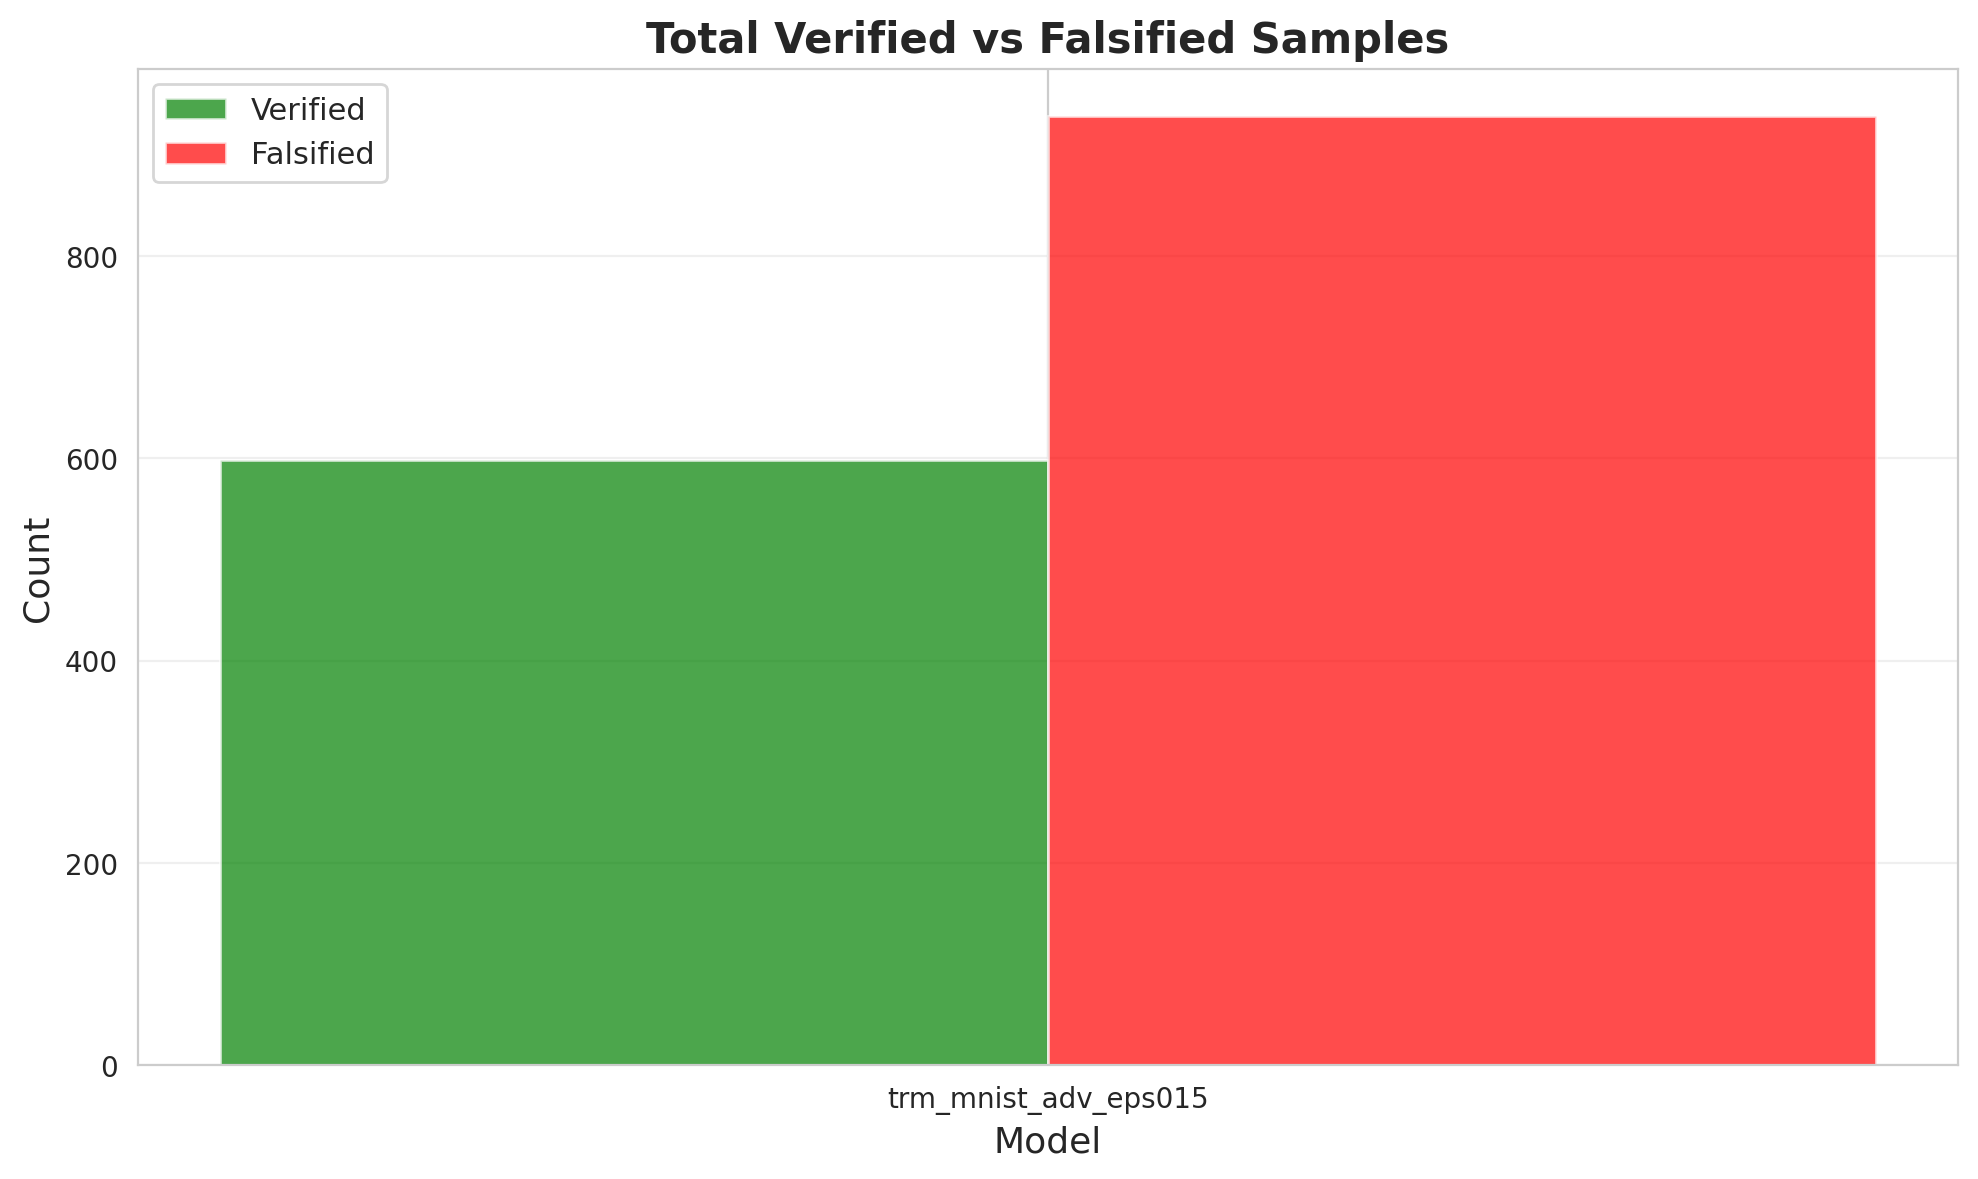 Total Verified vs Falsified Samples
Verified
Falsified
800
600
400
200
0
Count
trm_mnist_adv_eps015
Model